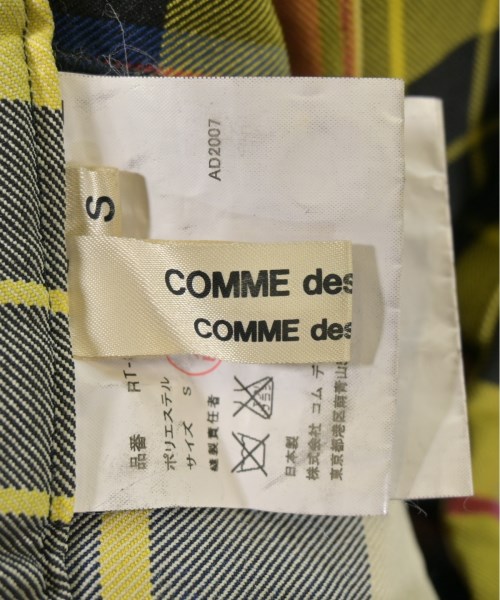 S
COMME des
COMME des
AD2007
品番 RT-
ポリエステル
サイズ S
縫製責任者
日本製
株式会社 コム デ
東京都港区南青山5